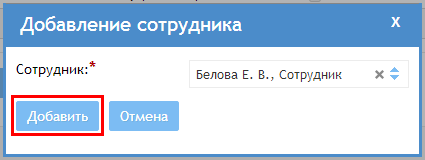 Добавление сотрудника X
Сотрудник:* Белова Е. В., Сотрудник
Добавить Отмена